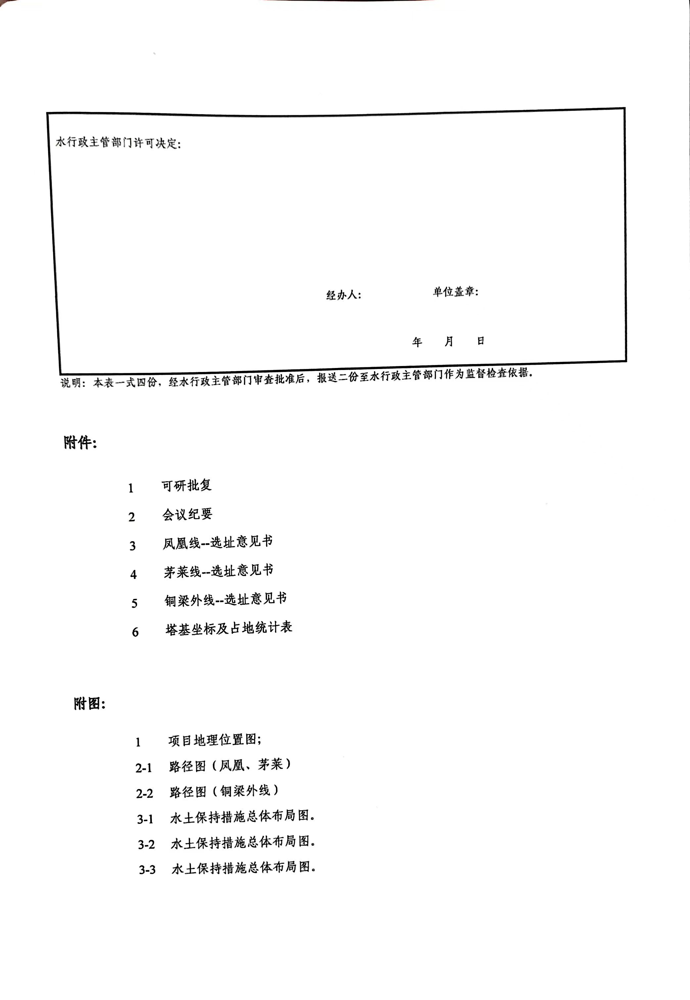 水行政主管部门许可决定:
经办人: 单位盖章:
年 月 日
说明: 本表一式四份, 经水行政主管部门审查批准后, 报送二份至水行政主管部门作为监督检查依据。
附件:
1 可研批复
2 会议纪要
3 凤凰线--选址意见书
4 茅莱线--选址意见书
5 铜梁外线--选址意见书
6 塔基坐标及占地统计表
附图:
1 项目地理位置图;
2-1 路径图(凤凰、茅莱)
2-2 路径图(铜梁外线)
3-1 水土保持措施总体布局图。
3-2 水土保持措施总体布局图。
3-3 水土保持措施总体布局图。